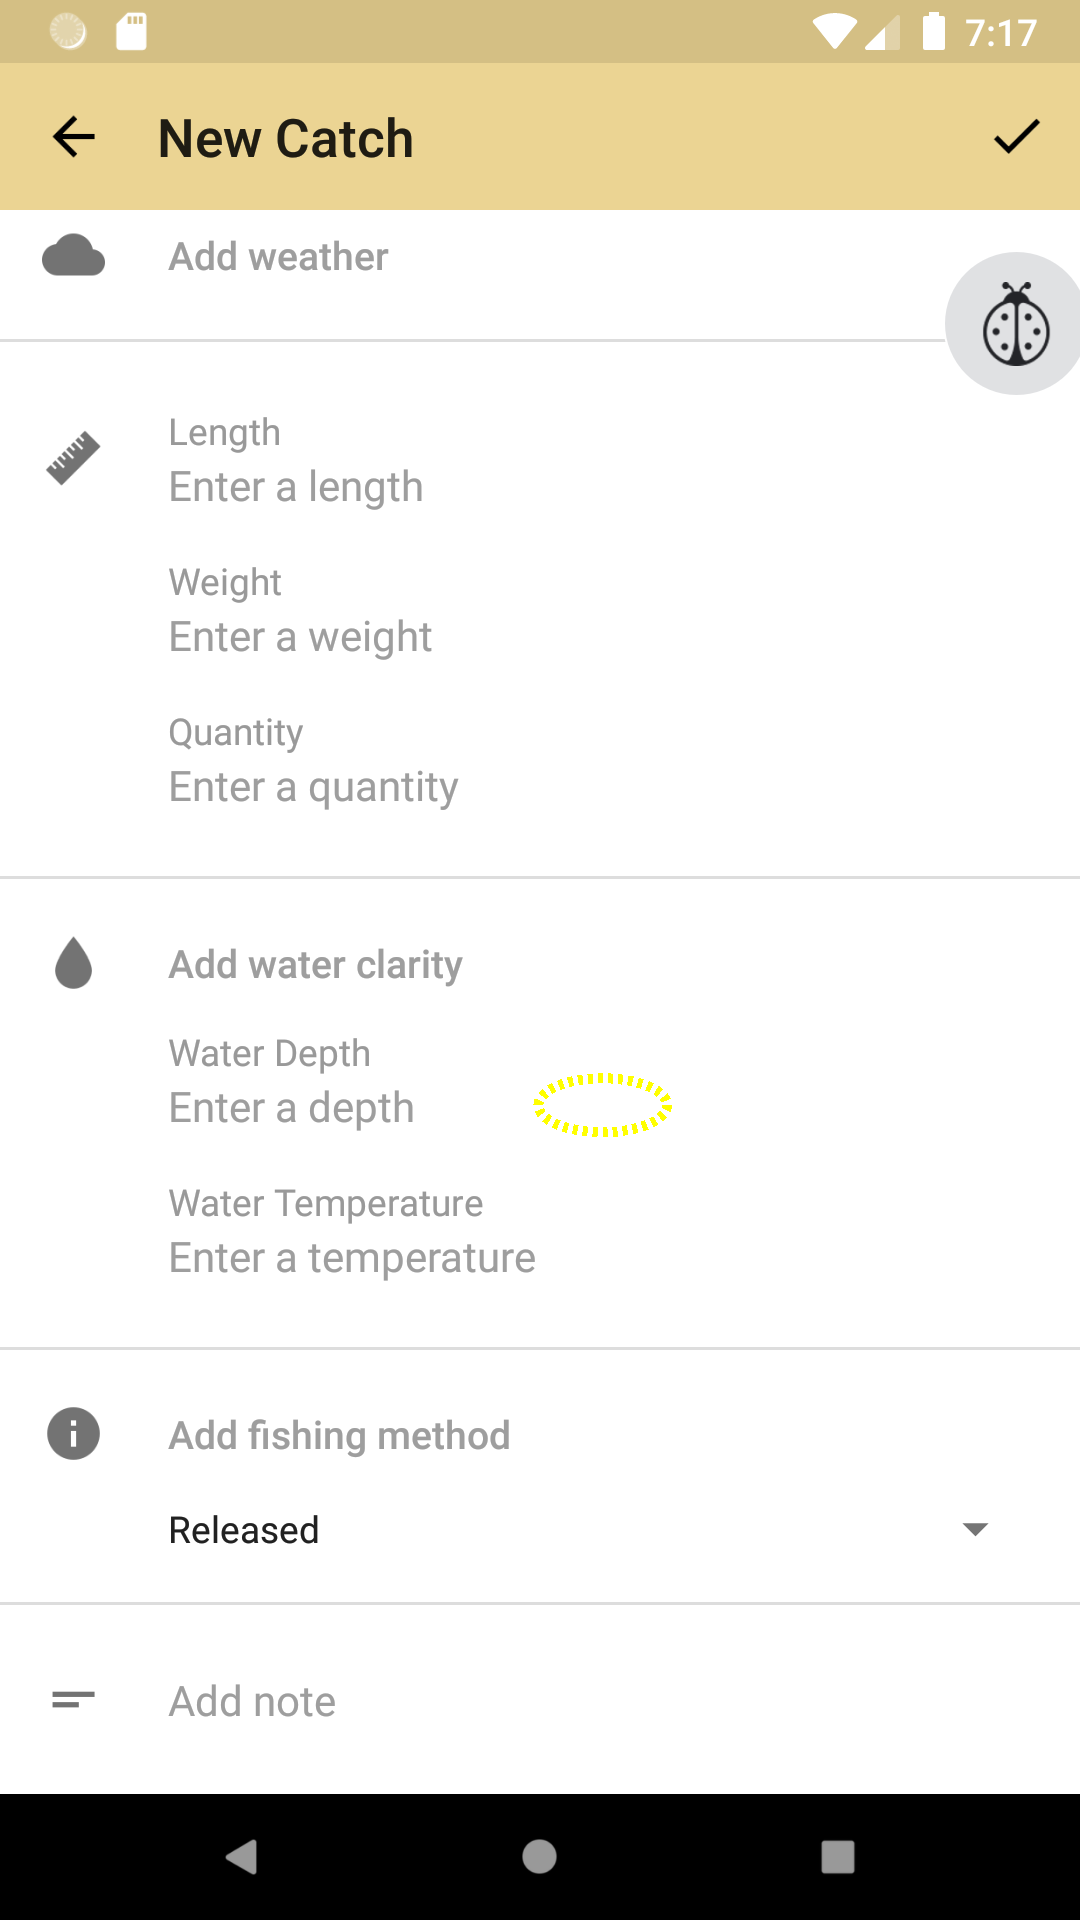 7:17
New Catch
Add weather
Length
Enter a length
Weight
Enter a weight
Quantity
Enter a quantity
Add water clarity
Water Depth
Enter a depth
Water Temperature
Enter a temperature
Add fishing method
Released
Add note